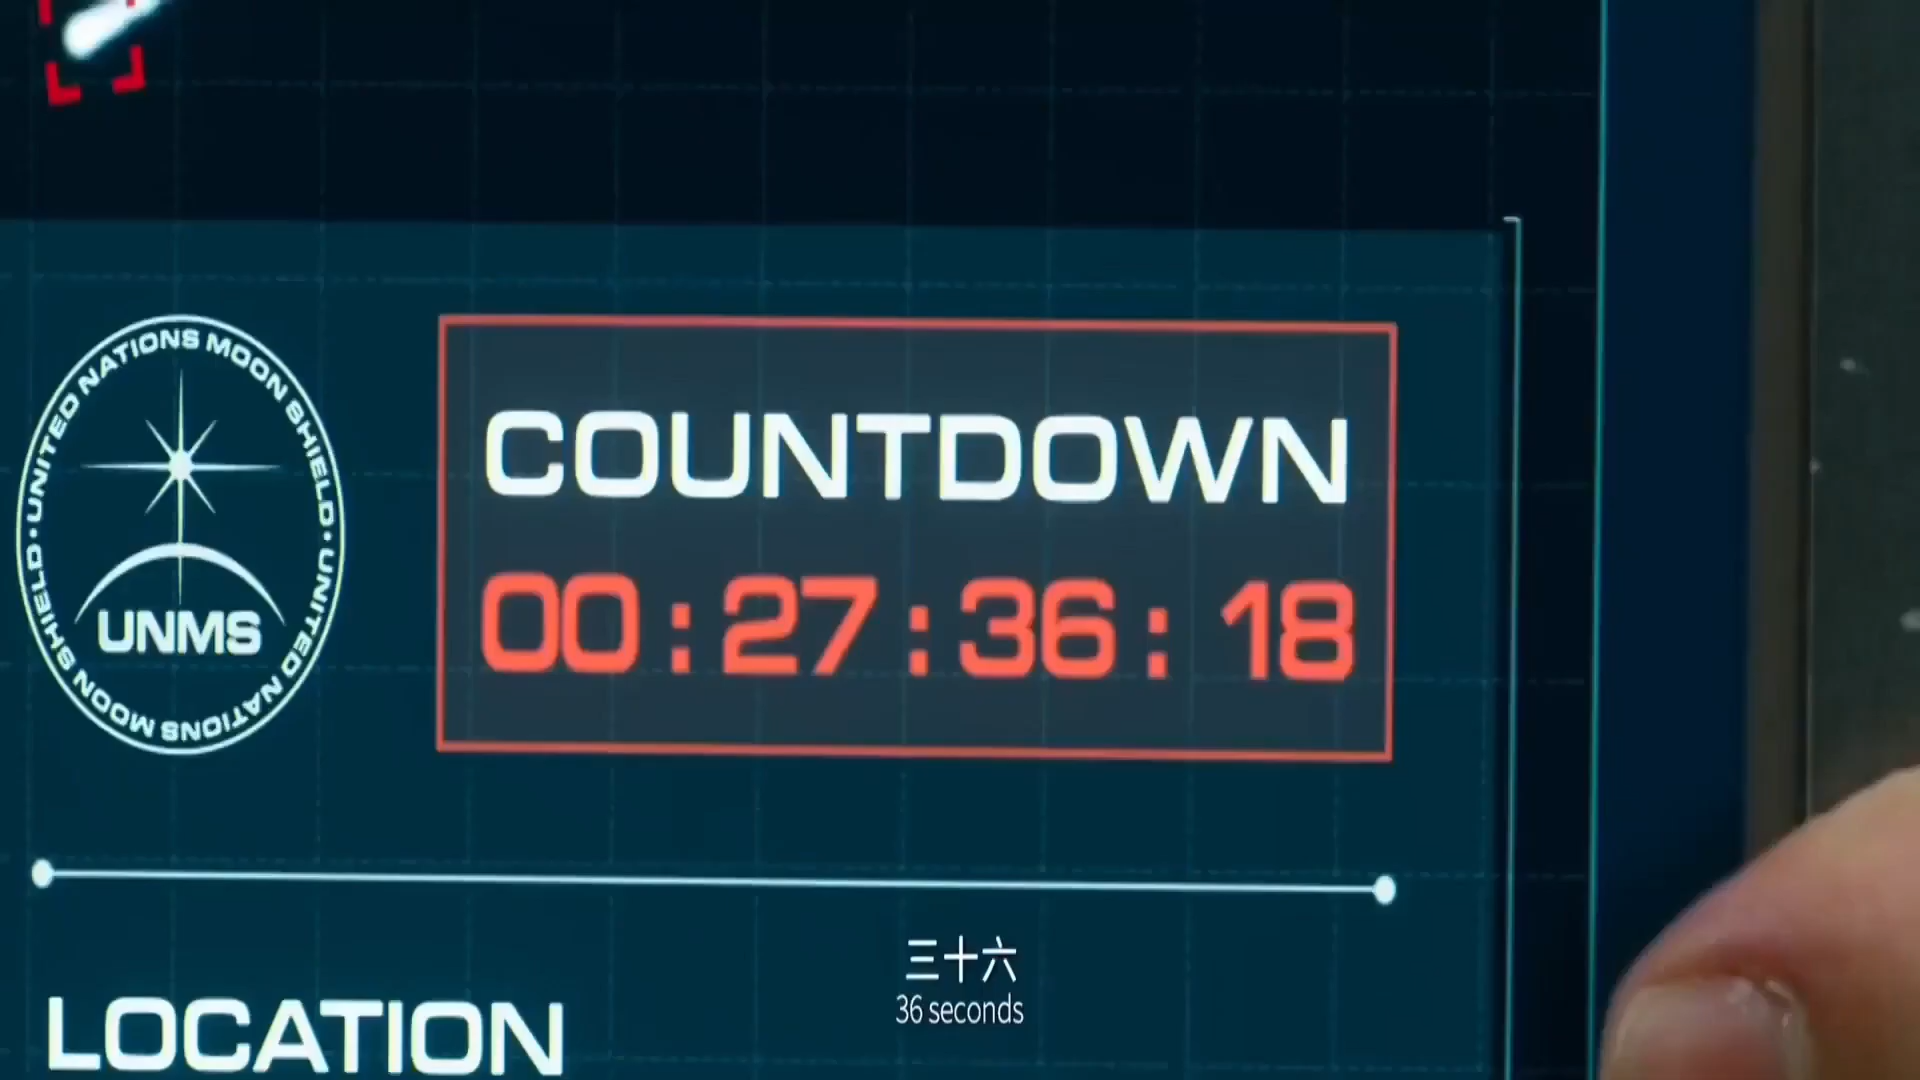 UNITED NATIONS MOON SHIELD · UNITED NATIONS MOON SHIELD ·
UNMS
COUNTDOWN
00:27:36:18
三十六
36 seconds
LOCATION